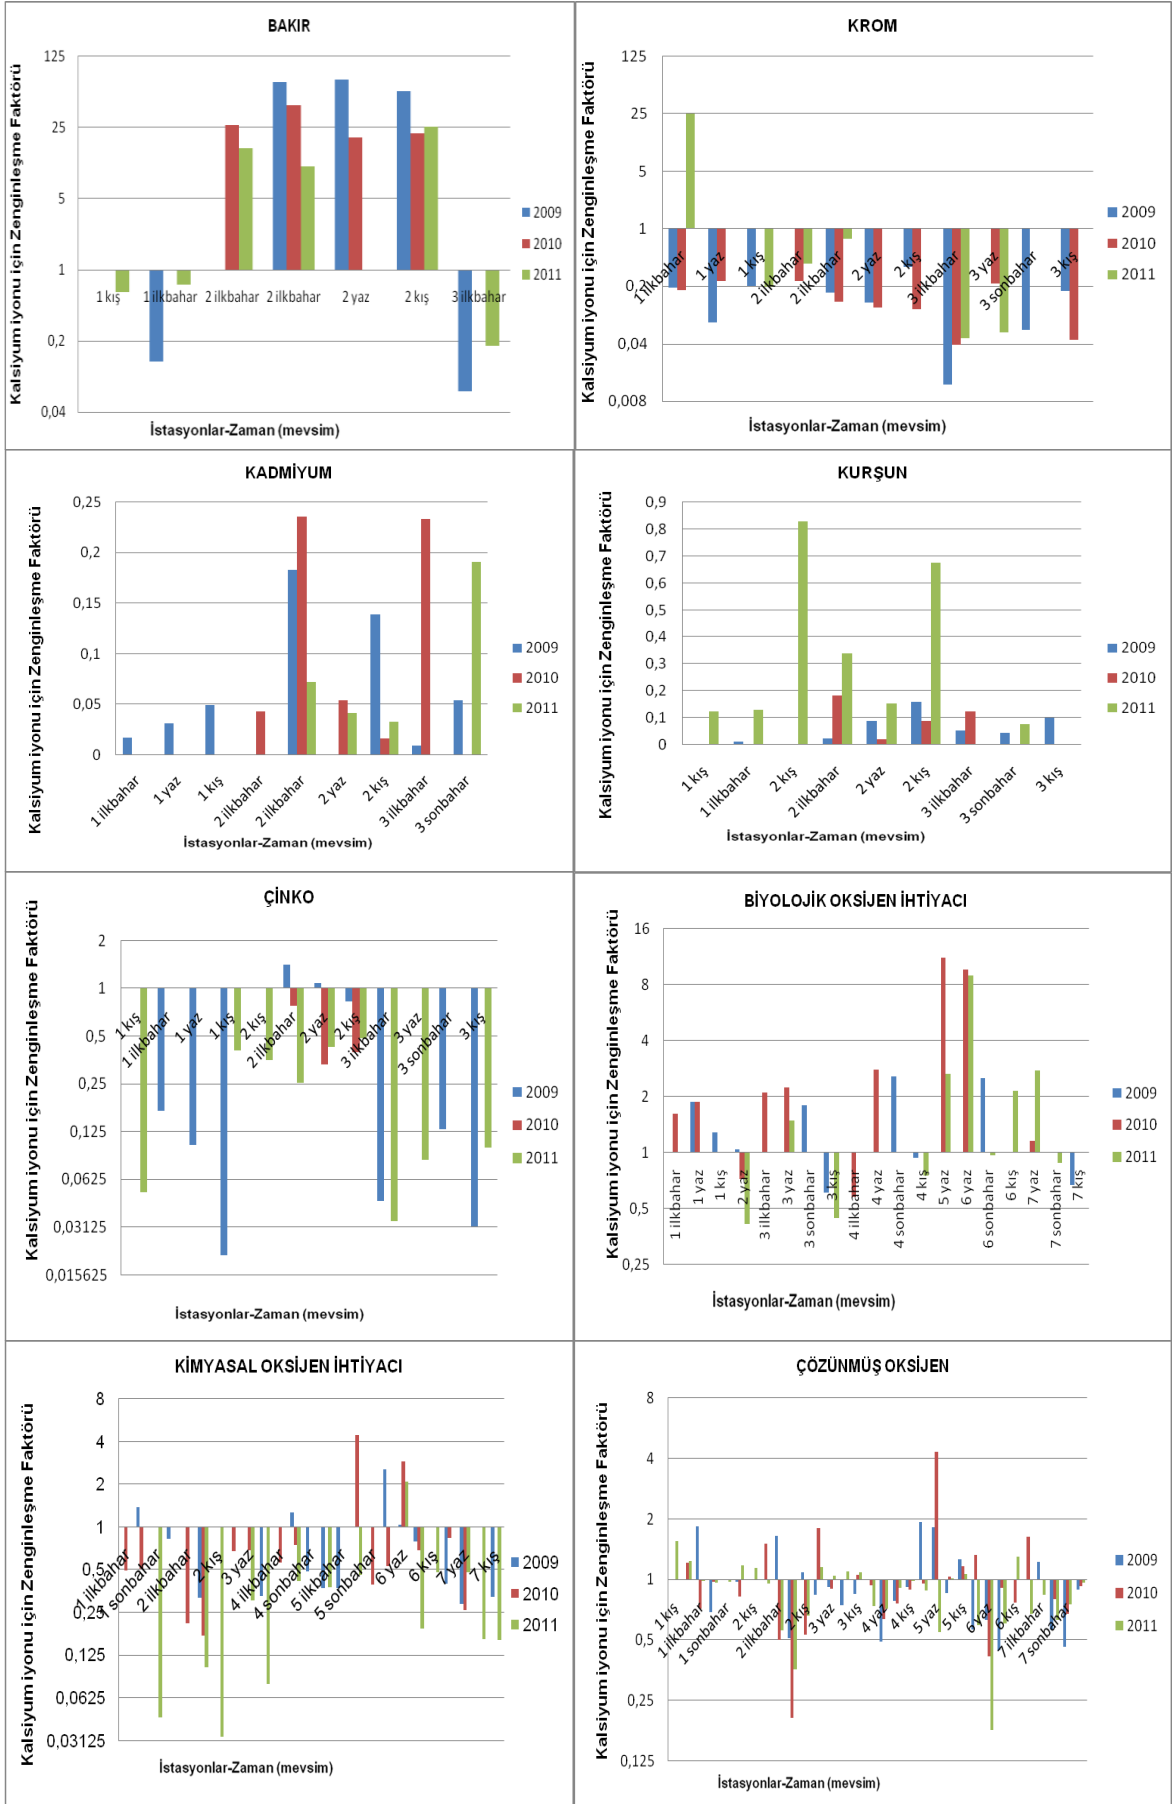 BAKIR
Kalsiyum iyonu için Zenginleşme Faktörü
125
25
5
1
0,2
0,04
1 kış
1 ilkbahar
2 ilkbahar
2 ilkbahar
2 yaz
2 kış
3 ilkbahar
2009
2010
2011
İstasyonlar-Zaman (mevsim)
KROM
Kalsiyum iyonu için Zenginleşme Faktörü
125
25
5
1
0,2
0,04
0,008
1 ilkbahar
1 yaz
1 kış
2 ilkbahar
2 ilkbahar
2 yaz
2 kış
3 ilkbahar
3 yaz
3 sonbahar
3 kış
2009
2010
2011
İstasyonlar-Zaman (mevsim)
KADMİYUM
Kalsiyum iyonu için Zenginleşme Faktörü
0,25
0,2
0,15
0,1
0,05
0
1 ilkbahar
1 yaz
1 kış
2 ilkbahar
2 ilkbahar
2 yaz
2 kış
3 ilkbahar
3 sonbahar
2009
2010
2011
İstasyonlar-Zaman (mevsim)
KURŞUN
Kalsiyum iyonu için Zenginleşme Faktörü
0,9
0,8
0,7
0,6
0,5
0,4
0,3
0,2
0,1
0
1 kış
1 ilkbahar
2 kış
2 ilkbahar
2 yaz
2 kış
3 ilkbahar
3 sonbahar
3 kış
2009
2010
2011
İstasyonlar-Zaman (mevsim)
ÇİNKO
Kalsiyum iyonu için Zenginleşme Faktörü
2
1
0,5
0,25
0,125
0,0625
0,03125
0,015625
1 kış
1 ilkbahar
1 yaz
1 kış
2 kış
2 ilkbahar
2 yaz
2 kış
3 ilkbahar
3 yaz
3 sonbahar
3 kış
2009
2010
2011
İstasyonlar-Zaman (mevsim)
BİYOLOJİK OKSİJEN İHTİYACI
Kalsiyum iyonu için Zenginleşme Faktörü
16
8
4
2
1
0,5
0,25
1 ilkbahar
1 yaz
1 kış
2 yaz
3 ilkbahar
3 yaz
3 sonbahar
3 kış
4 ilkbahar
4 yaz
4 sonbahar
4 kış
5 yaz
6 yaz
6 sonbahar
6 kış
7 yaz
7 sonbahar
7 kış
2009
2010
2011
İstasyonlar-Zaman (mevsim)
KİMYASAL OKSİJEN İHTİYACI
Kalsiyum iyonu için Zenginleşme Faktörü
8
4
2
1
0,5
0,25
0,125
0,0625
0,03125
1 ilkbahar
1 sonbahar
2 ilkbahar
2 kış
3 yaz
4 ilkbahar
4 sonbahar
5 ilkbahar
5 sonbahar
6 yaz
6 kış
7 yaz
7 kış
2009
2010
2011
İstasyonlar-Zaman (mevsim)
ÇÖZÜNMÜŞ OKSİJEN
Kalsiyum iyonu için Zenginleşme Faktörü
8
4
2
1
0,5
0,25
0,125
1 kış
1 ilkbahar
1 sonbahar
2 kış
2 ilkbahar
2 kış
3 yaz
3 kış
4 yaz
4 kış
5 yaz
5 kış
6 yaz
6 kış
7 ilkbahar
7 sonbahar
2009
2010
2011
İstasyonlar-Zaman (mevsim)